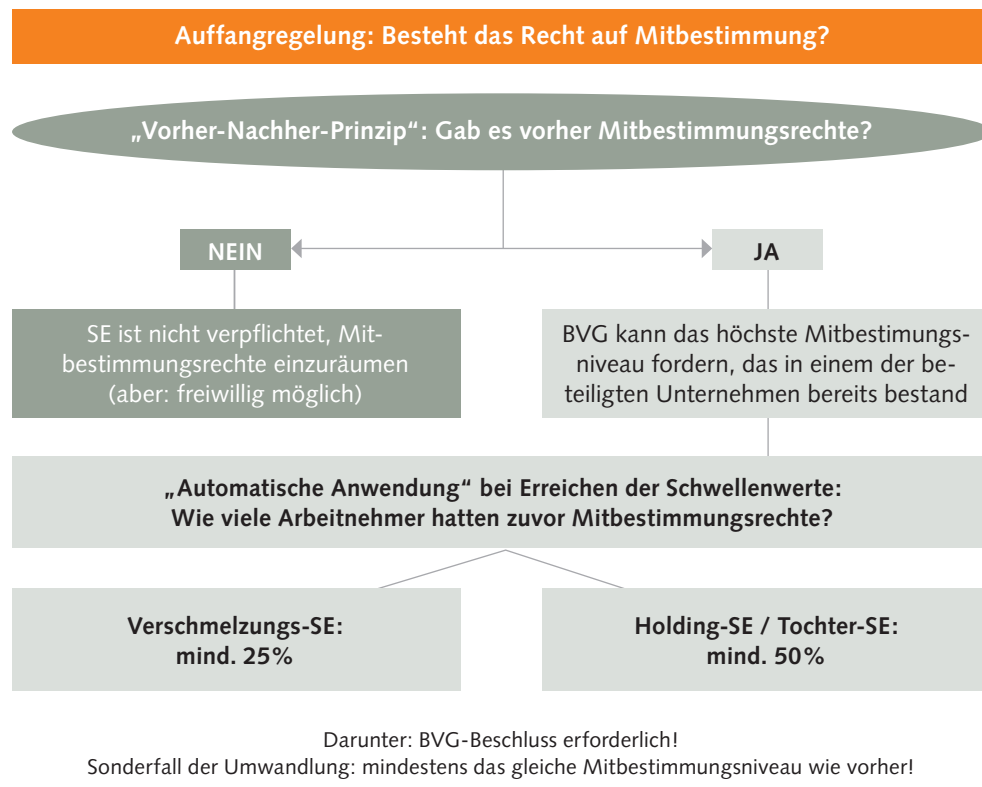 Auffangregelung: Besteht das Recht auf Mitbestimmung?
„Vorher-Nachher-Prinzip“: Gab es vorher Mitbestimmungsrechte?
NEIN
JA
SE ist nicht verpflichtet, Mit-
bestimmungsrechte einzuräumen
(aber: freiwillig möglich)
BVG kann das höchste Mitbestimungs-
niveau fordern, das in einem der be-
teiligten Unternehmen bereits bestand
„Automatische Anwendung“ bei Erreichen der Schwellenwerte:
Wie viele Arbeitnehmer hatten zuvor Mitbestimmungsrechte?
Verschmelzungs-SE:
mind. 25%
Holding-SE / Tochter-SE:
mind. 50%
Darunter: BVG-Beschluss erforderlich!
Sonderfall der Umwandlung: mindestens das gleiche Mitbestimmungsniveau wie vorher!